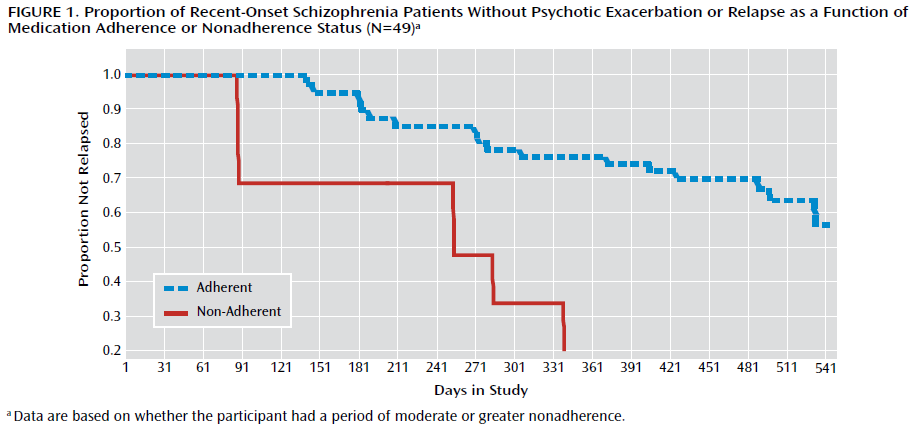 FIGURE 1. Proportion of Recent-Onset Schizophrenia Patients Without Psychotic Exacerbation or Relapse as a Function of
Medication Adherence or Nonadherence Status (N=49)ᵃ
1.0
0.9
0.8
0.7
0.6
0.5
0.4
0.3
0.2
Proportion Not Relapsed
Adherent
Non-Adherent
1 31 61 91 121 151 181 211 241 271 301 331 361 391 421 451 481 511 541
Days in Study
ᵃ Data are based on whether the participant had a period of moderate or greater nonadherence.